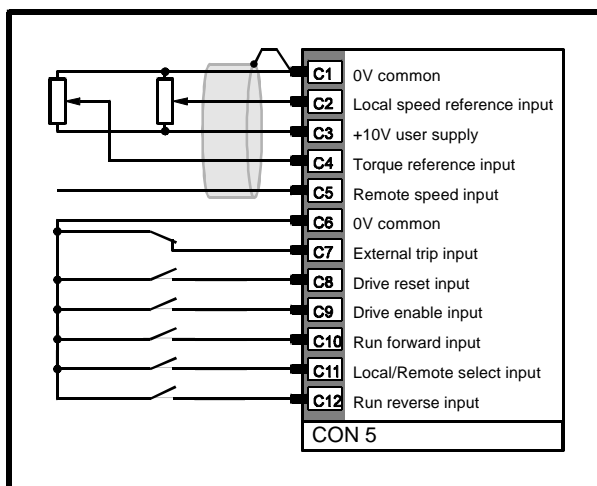 C1 0V common
C2 Local speed reference input
C3 +10V user supply
C4 Torque reference input
C5 Remote speed input
C6 0V common
C7 External trip input
C8 Drive reset input
C9 Drive enable input
C10 Run forward input
C11 Local/Remote select input
C12 Run reverse input
CON 5